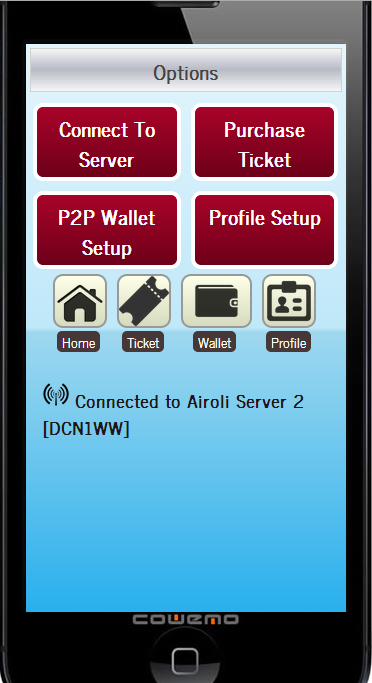 Options
Connect To
Server
Purchase
Ticket
P2P Wallet
Setup
Profile Setup
Home Ticket Wallet Profile
Connected to Airoli Server 2
[DCN1WW]
COWEMO